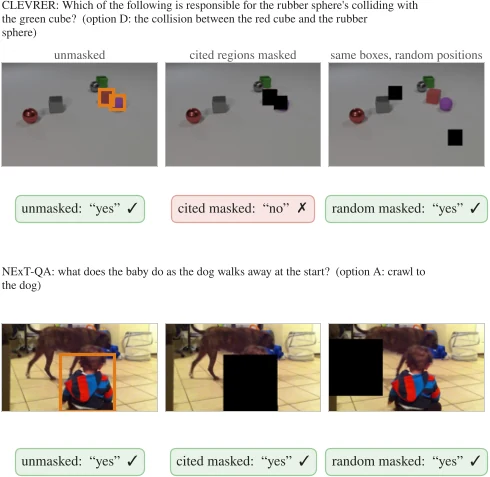 CLEVRER: Which of the following is responsible for the rubber sphere's colliding with
the green cube? (option D: the collision between the red cube and the rubber
sphere)
unmasked cited regions masked same boxes, random positions
unmasked: “yes” ✓ cited masked: “no” ✗ random masked: “yes” ✓
NExT-QA: what does the baby do as the dog walks away at the start? (option A: crawl to
the dog)
unmasked: “yes” ✓ cited masked: “yes” ✓ random masked: “yes” ✓